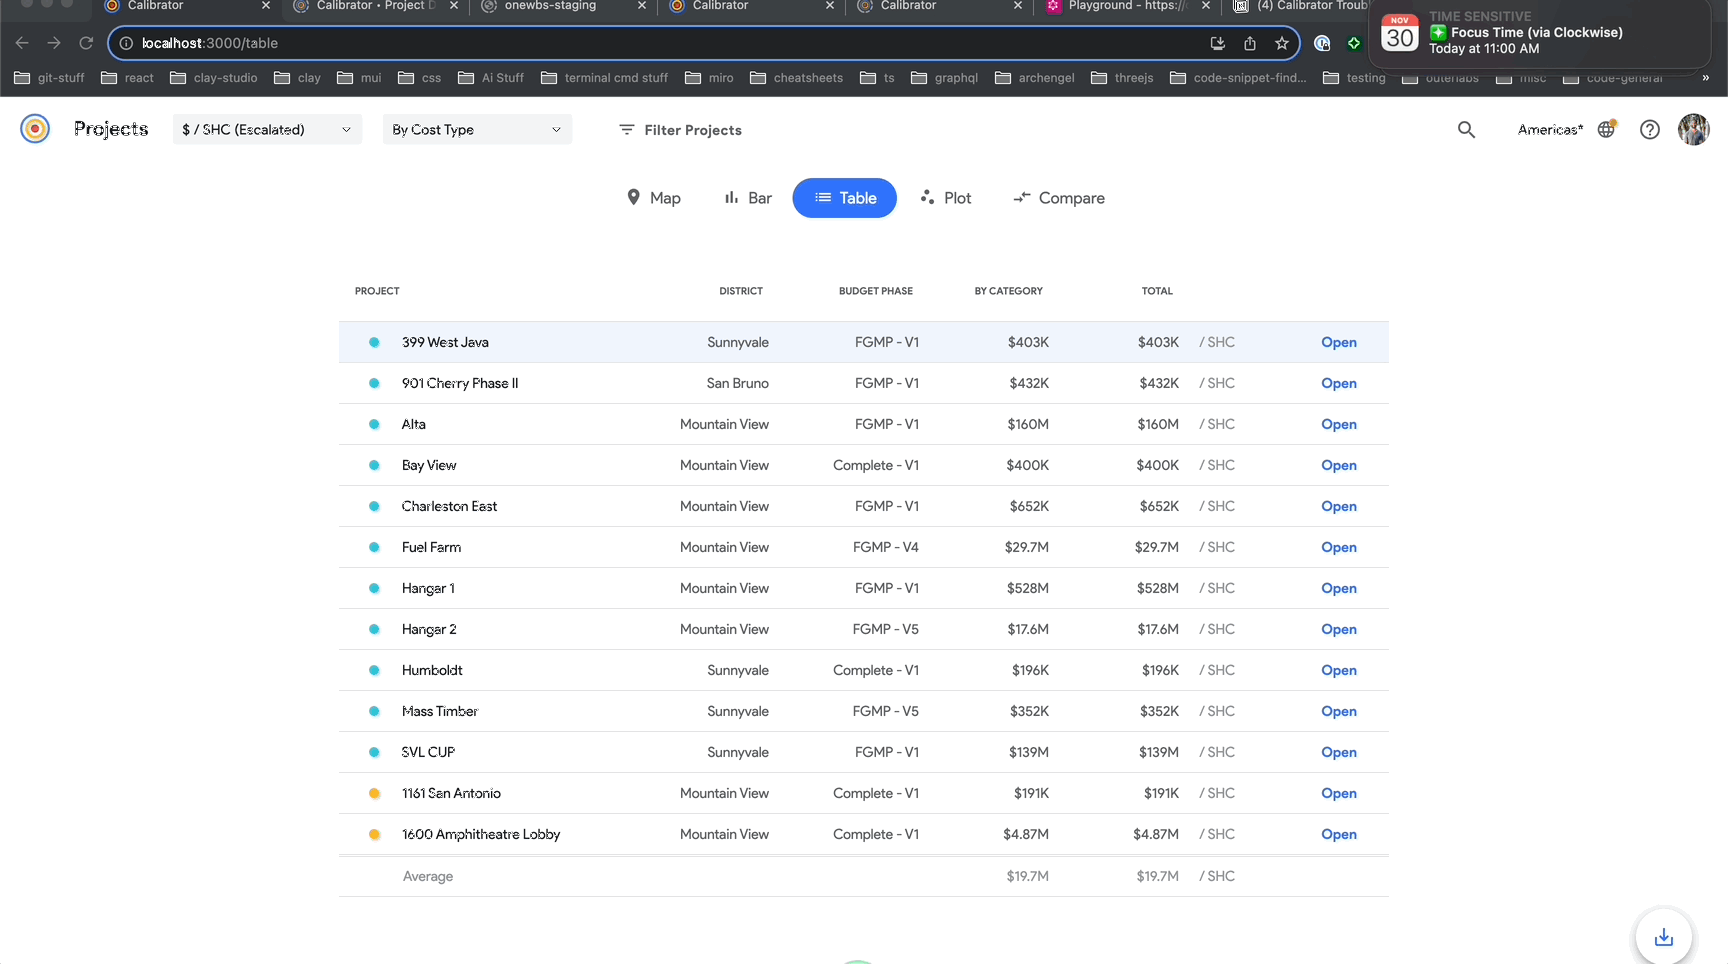 Calibrator
Calibrator • Project D
onewbs-staging
Calibrator
Calibrator
Playground - https://
(4) Calibrator Troubl
localhost:3000/table
NOV
30
TIME SENSITIVE
Focus Time (via Clockwise)
Today at 11:00 AM
git-stuff
react
clay-studio
clay
mui
css
Ai Stuff
terminal cmd stuff
miro
cheatsheets
ts
graphql
archengel
threejs
code-snippet-find...
testing
outerlabs
misc
code-general
»
Projects
$ / SHC (Escalated)
By Cost Type
Filter Projects
Americas*
Map
Bar
Table
Plot
Compare
PROJECT DISTRICT BUDGET PHASE BY CATEGORY TOTAL
399 West Java Sunnyvale FGMP - V1 $403K $403K / SHC Open
901 Cherry Phase II San Bruno FGMP - V1 $432K $432K / SHC Open
Alta Mountain View FGMP - V1 $160M $160M / SHC Open
Bay View Mountain View Complete - V1 $400K $400K / SHC Open
Charleston East Mountain View FGMP - V1 $652K $652K / SHC Open
Fuel Farm Mountain View FGMP - V4 $29.7M $29.7M / SHC Open
Hangar 1 Mountain View FGMP - V1 $528M $528M / SHC Open
Hangar 2 Mountain View FGMP - V5 $17.6M $17.6M / SHC Open
Humboldt Sunnyvale Complete - V1 $196K $196K / SHC Open
Mass Timber Sunnyvale FGMP - V5 $352K $352K / SHC Open
SVL CUP Sunnyvale FGMP - V1 $139M $139M / SHC Open
1161 San Antonio Mountain View Complete - V1 $191K $191K / SHC Open
1600 Amphitheatre Lobby Mountain View Complete - V1 $4.87M $4.87M / SHC Open
Average $19.7M $19.7M / SHC